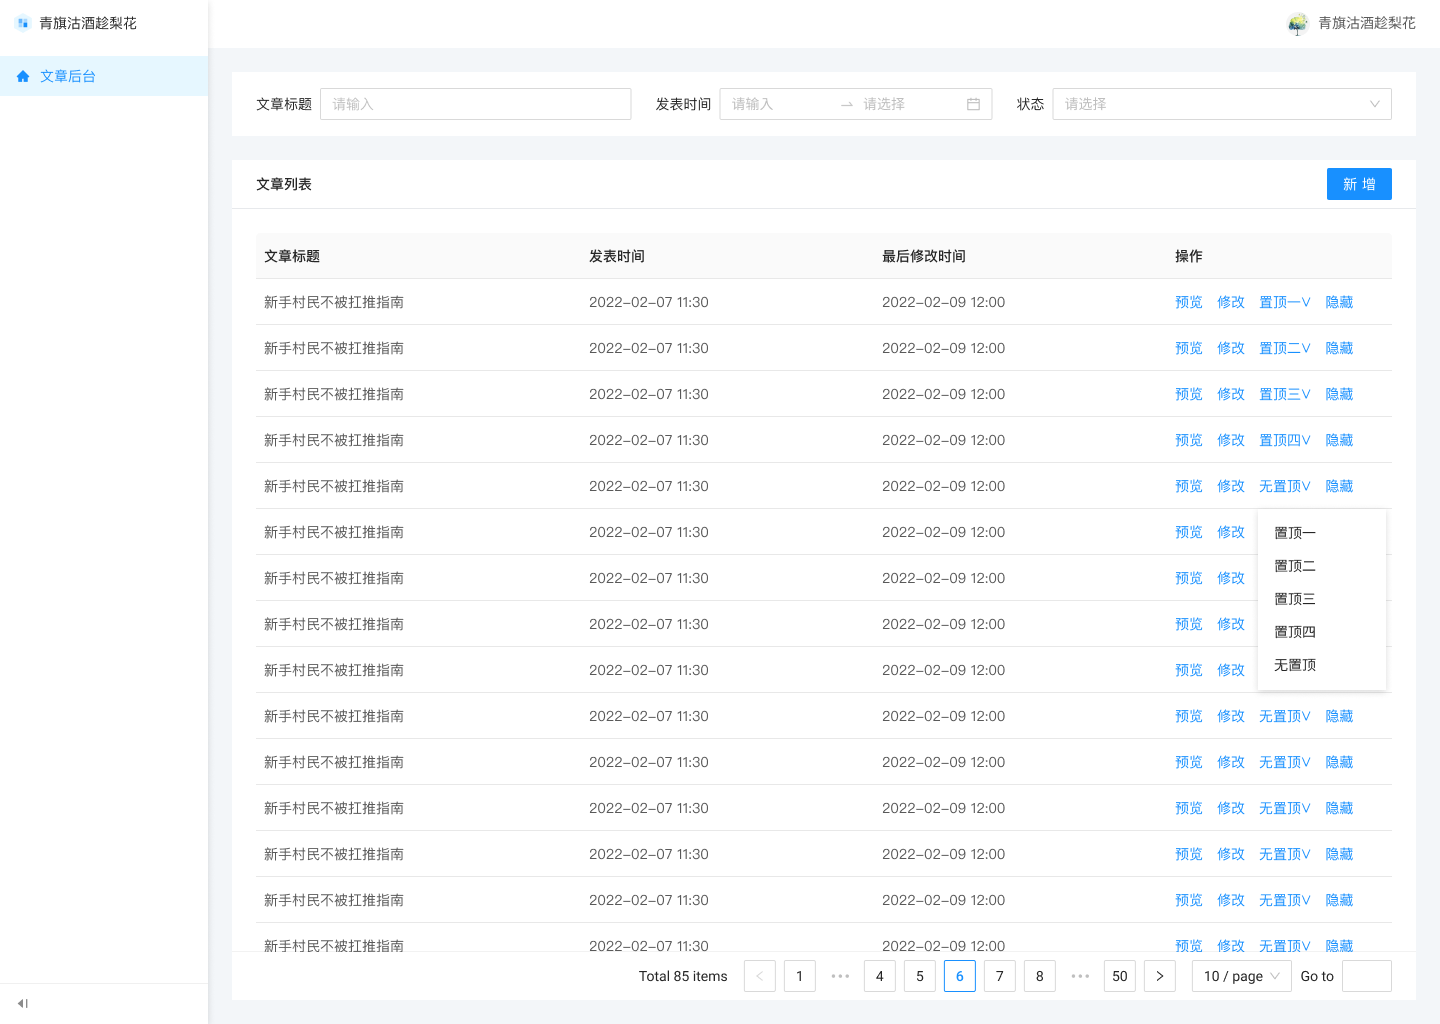 青旗沽酒趁梨花
青旗沽酒趁梨花
文章后台
文章标题 请输入 发表时间 请输入 → 请选择 状态 请选择
文章列表 新 增
文章标题 发表时间 最后修改时间 操作
新手村民不被扛推指南 2022-02-07 11:30 2022-02-09 12:00 预览 修改 置顶一∨ 隐藏
新手村民不被扛推指南 2022-02-07 11:30 2022-02-09 12:00 预览 修改 置顶二∨ 隐藏
新手村民不被扛推指南 2022-02-07 11:30 2022-02-09 12:00 预览 修改 置顶三∨ 隐藏
新手村民不被扛推指南 2022-02-07 11:30 2022-02-09 12:00 预览 修改 置顶四∨ 隐藏
新手村民不被扛推指南 2022-02-07 11:30 2022-02-09 12:00 预览 修改 无置顶∨ 隐藏
新手村民不被扛推指南 2022-02-07 11:30 2022-02-09 12:00 预览 修改 置顶一
置顶二
新手村民不被扛推指南 2022-02-07 11:30 2022-02-09 12:00 预览 修改
置顶三
新手村民不被扛推指南 2022-02-07 11:30 2022-02-09 12:00 预览 修改 置顶四
新手村民不被扛推指南 2022-02-07 11:30 2022-02-09 12:00 预览 修改 无置顶
新手村民不被扛推指南 2022-02-07 11:30 2022-02-09 12:00 预览 修改 无置顶∨ 隐藏
新手村民不被扛推指南 2022-02-07 11:30 2022-02-09 12:00 预览 修改 无置顶∨ 隐藏
新手村民不被扛推指南 2022-02-07 11:30 2022-02-09 12:00 预览 修改 无置顶∨ 隐藏
新手村民不被扛推指南 2022-02-07 11:30 2022-02-09 12:00 预览 修改 无置顶∨ 隐藏
新手村民不被扛推指南 2022-02-07 11:30 2022-02-09 12:00 预览 修改 无置顶∨ 隐藏
新手村民不被扛推指南 2022-02-07 11:30 2022-02-09 12:00 预览 修改 无置顶∨ 隐藏
Total 85 items < 1 ••• 4 5 6 7 8 ••• 50 > 10 / page Go to